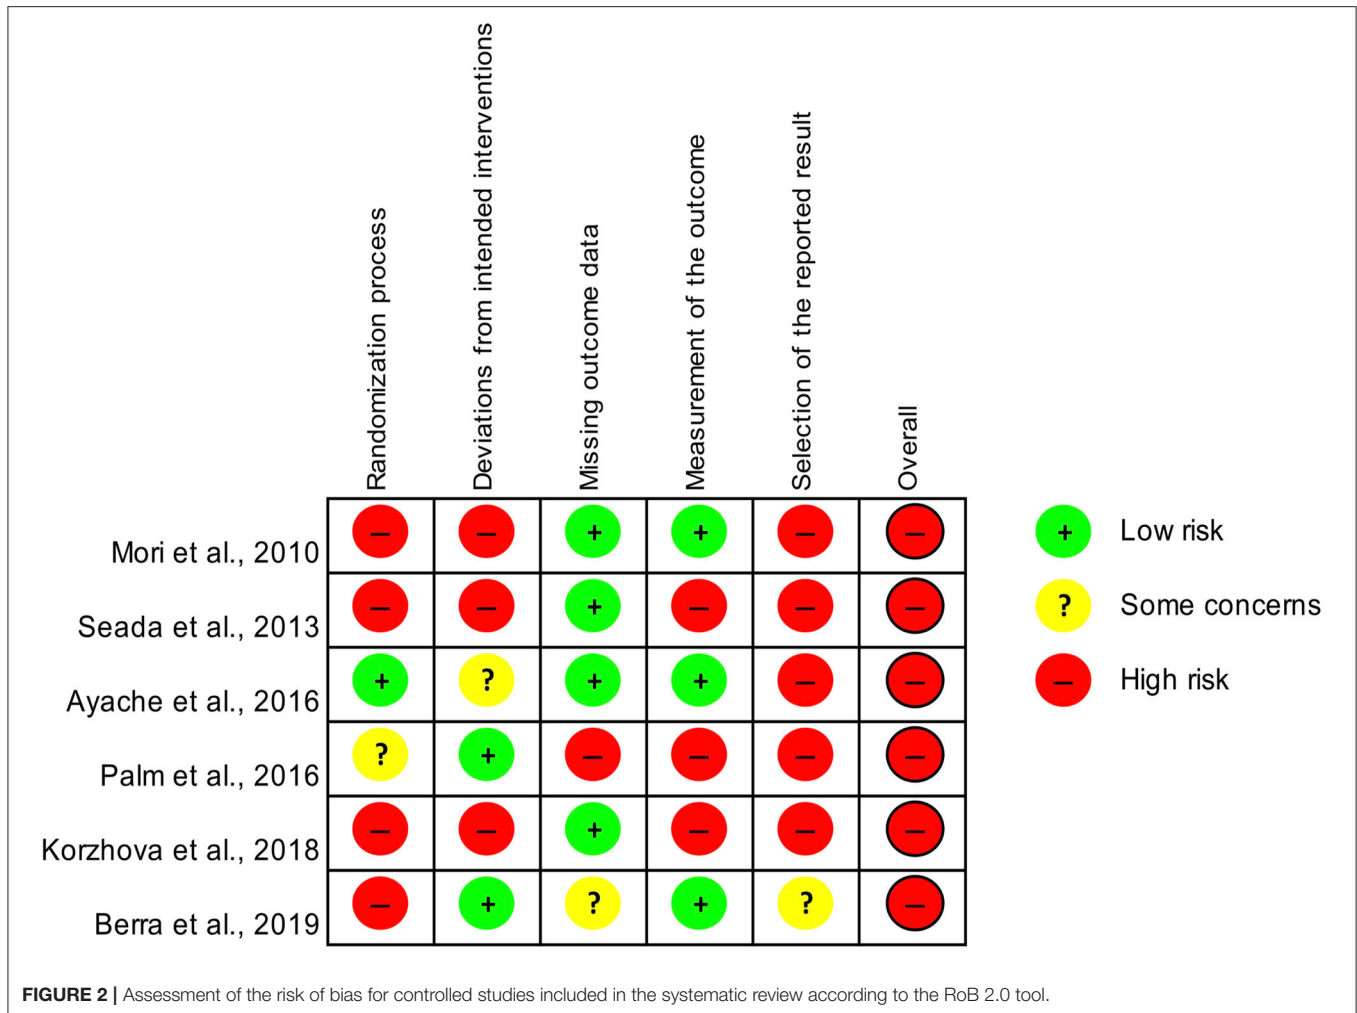 Randomization process
Deviations from intended interventions
Missing outcome data
Measurement of the outcome
Selection of the reported result
Overall
Mori et al., 2010 – – + + – –
Seada et al., 2013 – – + – – –
Ayache et al., 2016 + ? + + – –
Palm et al., 2016 ? + – – – –
Korzhova et al., 2018 – – + – – –
Berra et al., 2019 – + ? + ? –
+ Low risk
? Some concerns
– High risk
FIGURE 2 | Assessment of the risk of bias for controlled studies included in the systematic review according to the RoB 2.0 tool.